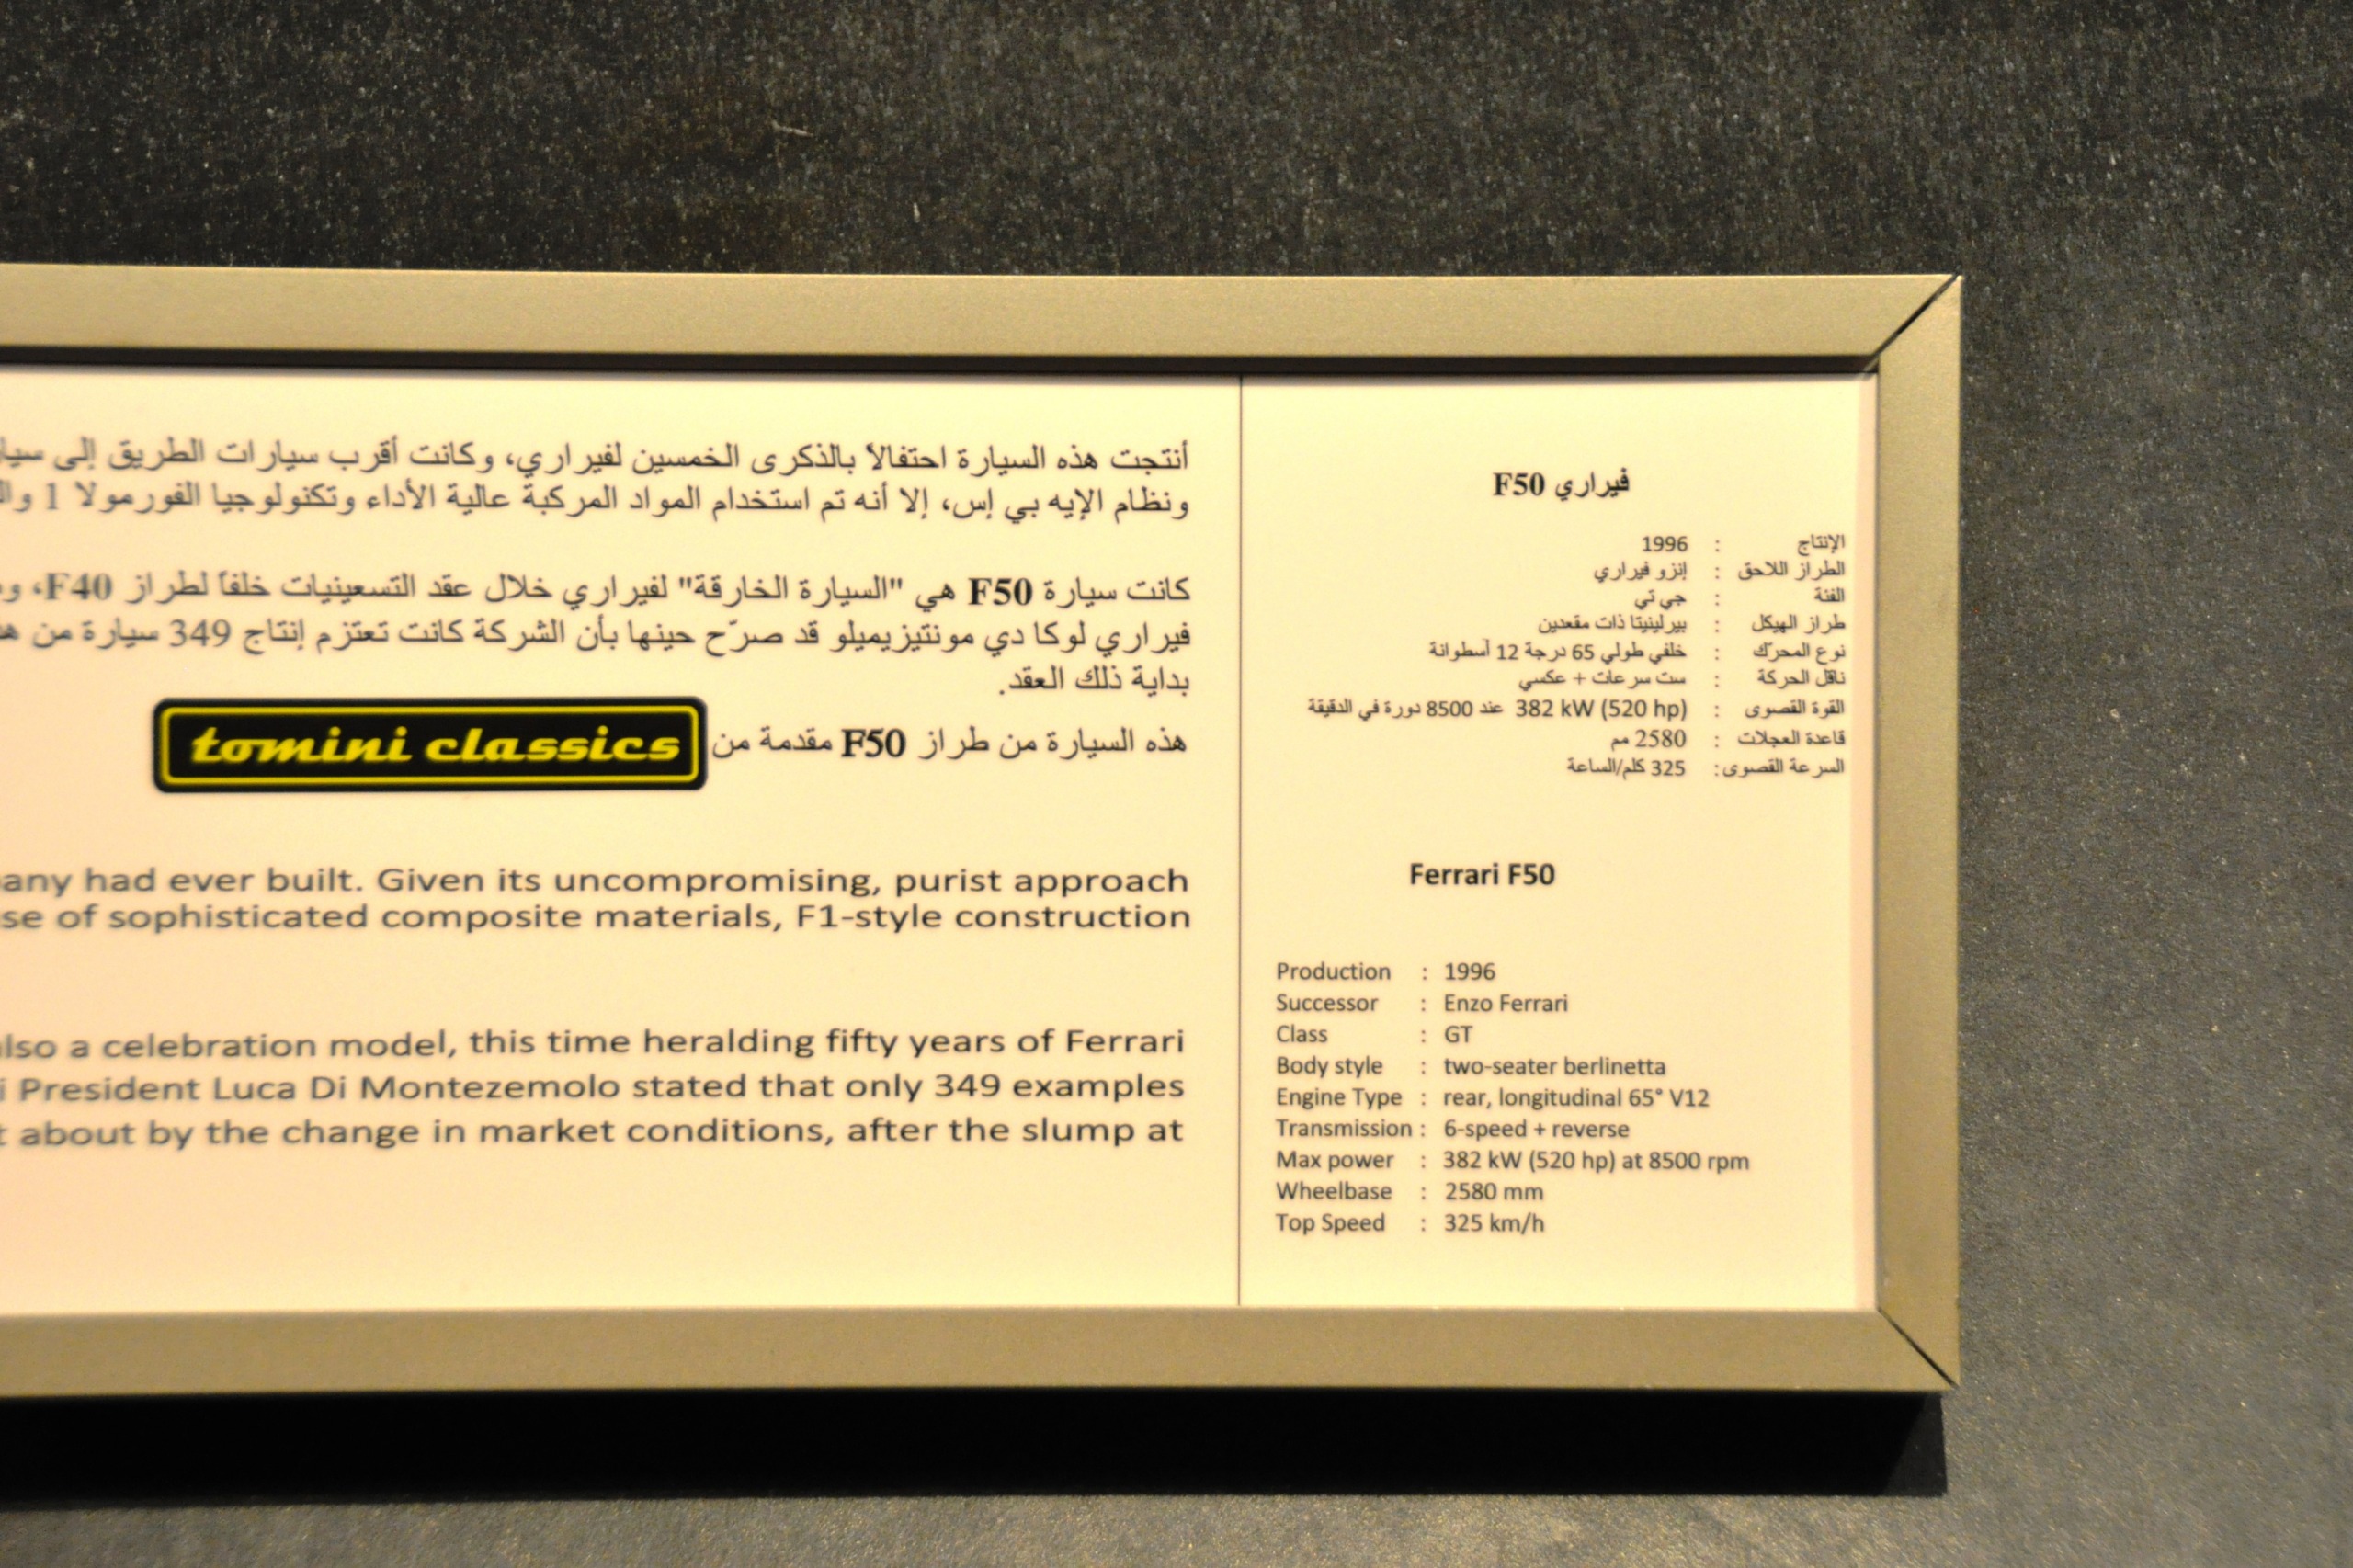 أنتجت هذه السيارة احتفالاً بالذكرى الخمسين لفيراري، وكانت أقرب سيارات الطريق إلى
ونظام الإيه بي إس، إلا أنه تم استخدام المواد المركبة عالية الأداء وتكنولوجيا الفورمولا 1
كانت سيارة F50 هي "السيارة الخارقة" لفيراري خلال عقد التسعينيات خلفاً لطراز F40،
فيراري لوكا دي مونتيزيميلو قد صرّح حينها بأن الشركة كانت تعتزم إنتاج 349 سيارة من
بداية ذلك العقد.
هذه السيارة من طراز F50 مقدمة من tomini classics
had ever built. Given its uncompromising, purist approach
of sophisticated composite materials, F1-style construction
a celebration model, this time heralding fifty years of Ferrari
President Luca Di Montezemolo stated that only 349 examples
about by the change in market conditions, after the slump at
فيراري F50
الإنتاج : 1996
الطراز اللاحق : إنزو فيراري
الفئة : جي تي
طراز الهيكل : بيرلينيتا ذات مقعدين
نوع المحرّك : خلفي طولي 65 درجة 12 أسطوانة
ناقل الحركة : ست سرعات + عكسي
القوة القصوى : 382 kW (520 hp) عند 8500 دورة في الدقيقة
قاعدة العجلات : 2580 مم
السرعة القصوى : 325 كلم/الساعة
Ferrari F50
Production : 1996
Successor : Enzo Ferrari
Class : GT
Body style : two-seater berlinetta
Engine Type : rear, longitudinal 65° V12
Transmission : 6-speed + reverse
Max power : 382 kW (520 hp) at 8500 rpm
Wheelbase : 2580 mm
Top Speed : 325 km/h